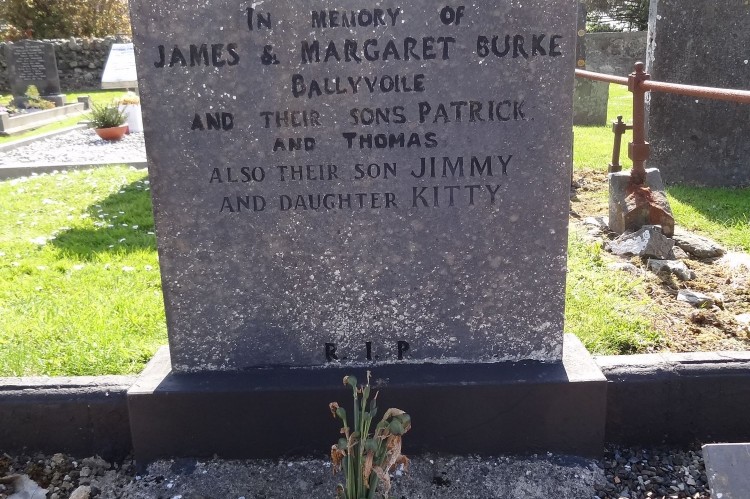 IN MEMORY OF
JAMES & MARGARET BURKE
BALLYVOILE
AND THEIR SONS PATRICK
AND THOMAS
ALSO THEIR SON JIMMY
AND DAUGHTER KITTY
R.I.P